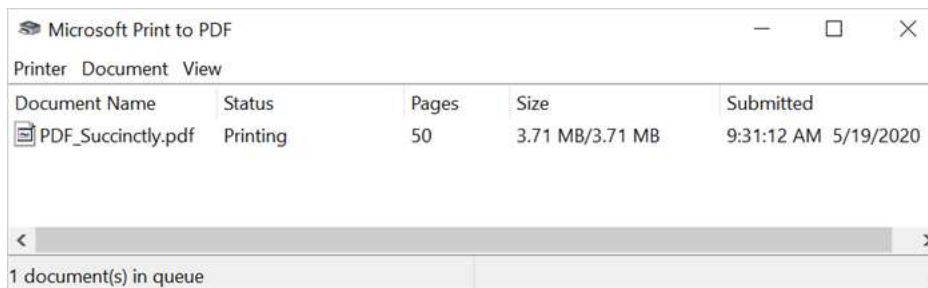 Microsoft Print to PDF
Printer Document View
Document Name Status Pages Size Submitted
PDF_Succinctly.pdf Printing 50 3.71 MB/3.71 MB 9:31:12 AM 5/19/2020
1 document(s) in queue